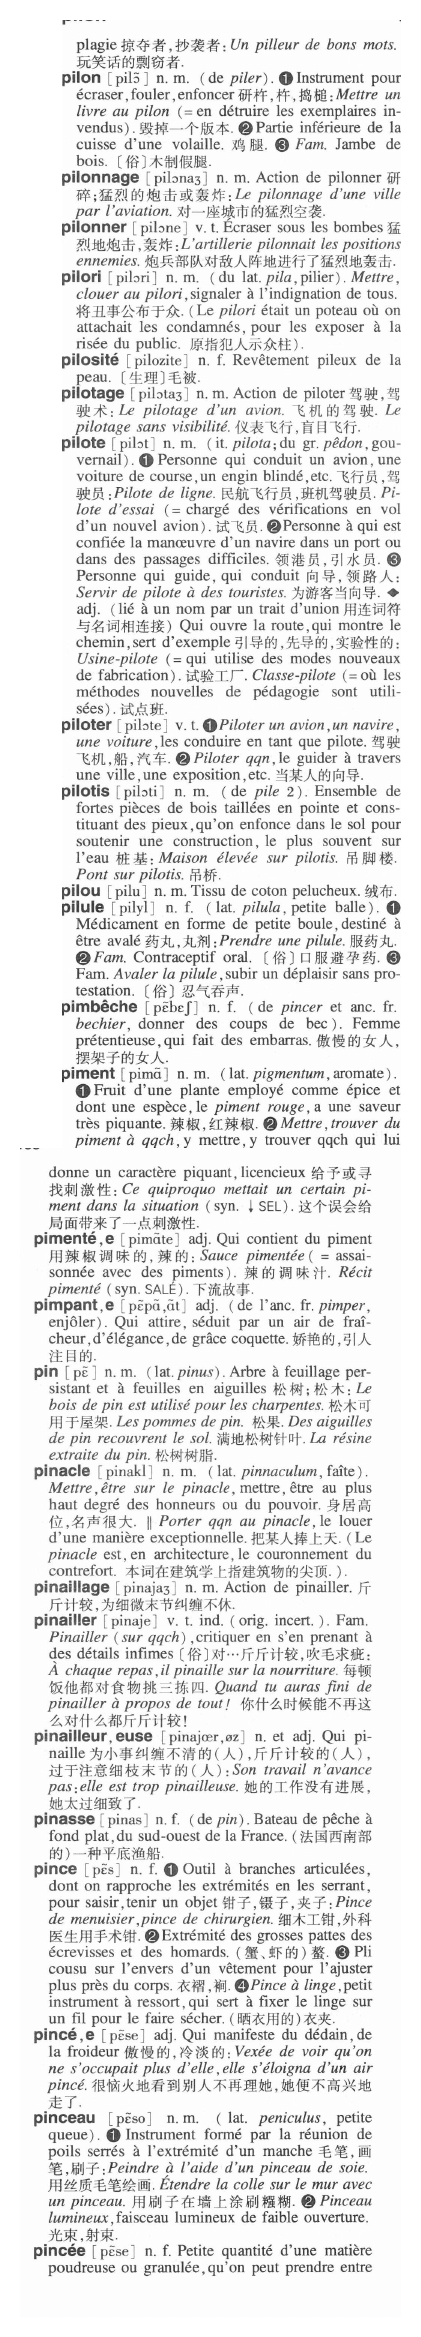 plagie 掠夺者,抄袭者: Un pilleur de bons mots.
玩笑话的剽窃者.
pilon [pilɔ̃] n. m. (de piler). ❶ Instrument pour
écraser, fouler, enfoncer 研杵,杵,捣槌: Mettre un
livre au pilon (= en détruire les exemplaires in-
vendus). 毁掉一个版本. ❷ Partie inférieure de la
cuisse d'une volaille. 鸡腿. ❸ Fam. Jambe de
bois. 〔俗〕木制假腿.
pilonnage [pilɔnaʒ] n. m. Action de pilonner 研
碎;猛烈的炮击或轰炸: Le pilonnage d'une ville
par l'aviation. 对一座城市的猛烈空袭.
pilonner [pilɔne] v. t. Écraser sous les bombes 猛
烈地炮击,轰炸: L'artillerie pilonnait les positions
ennemies. 炮兵部队对敌人阵地进行了猛烈轰击.
pilori [pilɔri] n. m. (du lat. pila, pilier). Mettre,
clouer au pilori, signaler à l'indignation de tous.
将丑事公布于众. (Le pilori était un poteau où on
attachait les condamnés, pour les exposer à la
risée du public. 原指犯人示众柱).
pilosité [pilozite] n. f. Revêtement pileux de la
peau. 〔生理〕毛被.
pilotage [pilɔtaʒ] n. m. Action de piloter 驾驶,驾
驶术: Le pilotage d'un avion. 飞机的驾驶. Le
pilotage sans visibilité. 仪表飞行,盲目飞行.
pilote [pilɔt] n. m. (it. pilota; du gr. pêdon, gou-
vernail). ❶ Personne qui conduit un avion, une
voiture de course, un engin blindé, etc. 飞行员,驾
驶员: Pilote de ligne. 民航飞行员,班机驾驶员. Pi-
lote d'essai (= chargé des vérifications en vol
d'un nouvel avion). 试飞员. ❷ Personne à qui est
confiée la manœuvre d'un navire dans un port ou
dans des passages difficiles. 领港员,引水员. ❸
Personne qui guide, qui conduit 向导,领路人:
Servir de pilote à des touristes. 为游客当向导. ◆
adj. (lié à un nom par un trait d'union 用连词符
与名词相连接) Qui ouvre la route, qui montre le
chemin, sert d'exemple 引导的,先导的,实验性的:
Usine-pilote (= qui utilise des modes nouveaux
de fabrication). 试验工厂. Classe-pilote (= où les
méthodes nouvelles de pédagogie sont utili-
sées). 试点班.
piloter [pilɔte] v. t. ❶ Piloter un avion, un navire,
une voiture, les conduire en tant que pilote. 驾驶
飞机,船,汽车. ❷ Piloter qqn, le guider à travers
une ville, une exposition, etc. 当某人的向导.
pilotis [pilɔti] n. m. (de pile 2). Ensemble de
fortes pièces de bois taillées en pointe et cons-
tituant des pieux, qu'on enfonce dans le sol pour
soutenir une construction, le plus souvent sur
l'eau 桩基: Maison élevée sur pilotis. 吊脚楼.
Pont sur pilotis. 吊桥.
pilou [pilu] n. m. Tissu de coton pelucheux. 绒布.
pilule [pilyl] n. f. (lat. pilula, petite balle). ❶
Médicament en forme de petite boule, destiné à
être avalé 药丸,丸剂: Prendre une pilule. 服药丸.
❷ Fam. Contraceptif oral. 〔俗〕口服避孕药. ❸
Fam. Avaler la pilule, subir un déplaisir sans pro-
testation. 〔俗〕忍气吞声.
pimbêche [pɛ̃bɛʃ] n. f. (de pincer et anc. fr.
bechier, donner des coups de bec). Femme
prétentieuse, qui fait des embarras. 傲慢的女人,
摆架子的女人.
piment [pimɑ̃] n. m. (lat. pigmentum, aromate).
❶ Fruit d'une plante employé comme épice et
dont une espèce, le piment rouge, a une saveur
très piquante. 辣椒,红辣椒. ❷ Mettre, trouver du
piment à qqch, y mettre, y trouver qqch qui lui
donne un caractère piquant, licencieux 给予或寻
找刺激性: Ce quiproquo mettait un certain pi-
ment dans la situation (syn. ↓ SEL). 这个误会给
局面带来了一点刺激性.
pimenté, e [pimɑ̃te] adj. Qui contient du piment
用辣椒调味的,辣的: Sauce pimentée (= assai-
sonnée avec des piments). 辣的调味汁. Récit
pimenté (syn. SALÉ). 下流故事.
pimpant, e [pɛ̃pɑ̃, ɑ̃t] adj. (de l'anc. fr. pimper,
enjôler). Qui attire, séduit par un air de fraî-
cheur, d'élégance, de grâce coquette. 娇艳的,引人
注目的.
pin [pɛ̃] n. m. (lat. pinus). Arbre à feuillage per-
sistant et à feuilles en aiguilles 松树;松木: Le
bois de pin est utilisé pour les charpentes. 松木可
用于屋架. Les pommes de pin. 松果. Des aiguilles
de pin recouvrent le sol. 满地松树针叶. La résine
extraite du pin. 松树树脂.
pinacle [pinakl] n. m. (lat. pinnaculum, faîte).
Mettre, être sur le pinacle, mettre, être au plus
haut degré des honneurs ou du pouvoir. 身居高
位,名声很大. ‖ Porter qqn au pinacle, le louer
d'une manière exceptionnelle. 把某人捧上天. (Le
pinacle est, en architecture, le couronnement du
contrefort. 本词在建筑学上指建筑物的尖顶.).
pinaillage [pinajaʒ] n. m. Action de pinailler. 斤
斤计较,为细微末节纠缠不休.
pinailler [pinaje] v. t. ind. (orig. incert.). Fam.
Pinailler (sur qqch), critiquer en s'en prenant à
des détails infimes 〔俗〕对…斤斤计较,吹毛求疵:
À chaque repas, il pinaille sur la nourriture. 每顿
饭他都对食物挑三拣四. Quand tu auras fini de
pinailler à propos de tout! 你什么时候能不再这
么对什么都斤斤计较!
pinailleur, euse [pinajœr, øz] n. et adj. Qui pi-
naille 为小事纠缠不清的(人),斤斤计较的(人),
过于注意细枝末节的(人): Son travail n'avance
pas: elle est trop pinailleuse. 她的工作没有进展,
她太过细致了.
pinasse [pinas] n. f. (de pin). Bateau de pêche à
fond plat, du sud-ouest de la France. (法国西南部
的)一种平底渔船.
pince [pɛ̃s] n. f. ❶ Outil à branches articulées,
dont on rapproche les extrémités en les serrant,
pour saisir, tenir un objet 钳子,镊子,夹子: Pince
de menuisier, pince de chirurgien. 细木工钳,外科
医生用手术钳. ❷ Extrémité des grosses pattes des
écrevisses et des homards. (蟹、虾的)螯. ❸ Pli
cousu sur l'envers d'un vêtement pour l'ajuster
plus près du corps. 衣褶,裥. ❹ Pince à linge, petit
instrument à ressort, qui sert à fixer le linge sur
un fil pour le faire sécher. (晒衣用的)衣夹.
pincé, e [pɛ̃se] adj. Qui manifeste du dédain, de
la froideur 傲慢的,冷淡的: Vexée de voir qu'on
ne s'occupait plus d'elle, elle s'éloigna d'un air
pincé. 很恼火地看到别人不再理她,她便不高兴地
走了.
pinceau [pɛ̃so] n. m. (lat. peniculus, petite
queue). ❶ Instrument formé par la réunion de
poils serrés à l'extrémité d'un manche 毛笔,画
笔,刷子: Peindre à l'aide d'un pinceau de soie.
用丝质毛笔绘画. Étendre la colle sur le mur avec
un pinceau. 用刷子在墙上涂刷糨糊. ❷ Pinceau
lumineux, faisceau lumineux de faible ouverture.
光束,射束.
pincée [pɛ̃se] n. f. Petite quantité d'une matière
poudreuse ou granulée, qu'on peut prendre entre